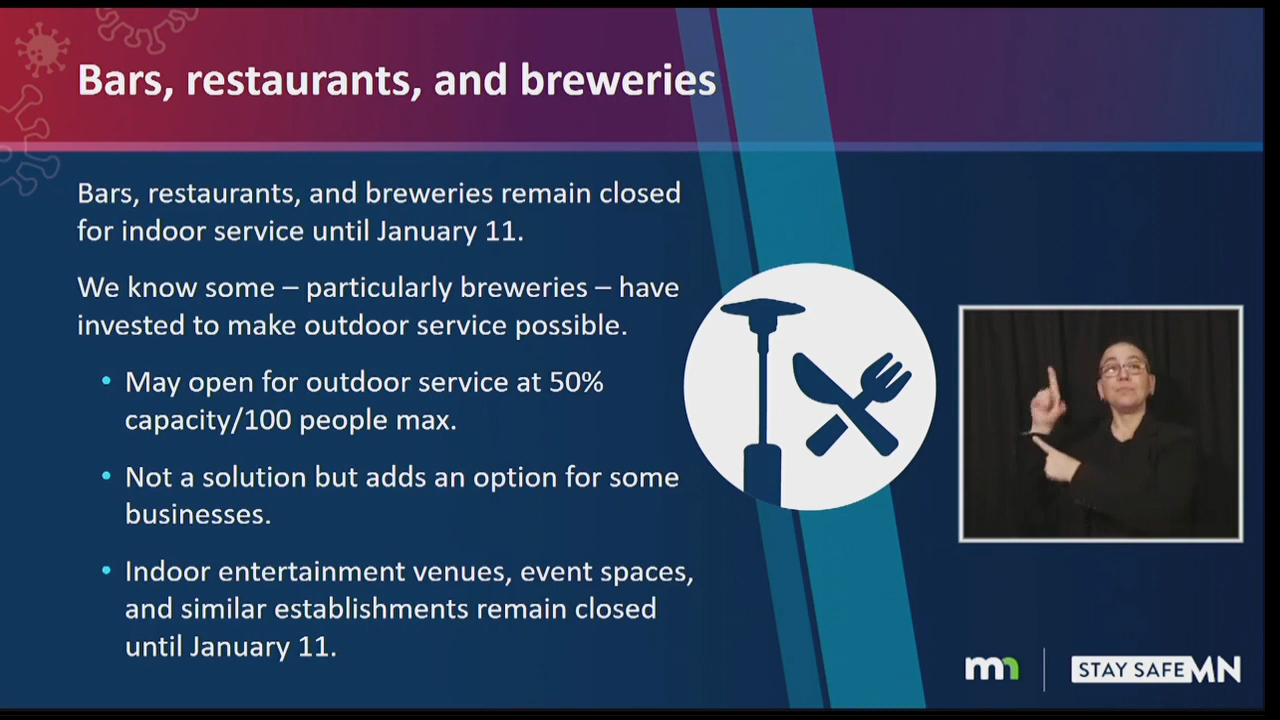 Bars, restaurants, and breweries
Bars, restaurants, and breweries remain closed
for indoor service until January 11.
We know some – particularly breweries – have
invested to make outdoor service possible.
• May open for outdoor service at 50%
capacity/100 people max.
• Not a solution but adds an option for some
businesses.
• Indoor entertainment venues, event spaces,
and similar establishments remain closed
until January 11.
mn
STAY SAFE MN